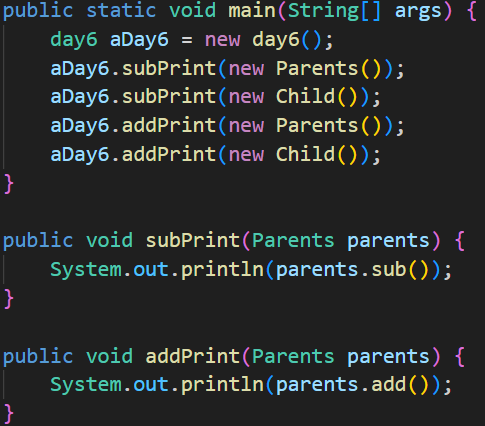 public static void main(String[] args) {
    day6 aDay6 = new day6();
    aDay6.subPrint(new Parents());
    aDay6.subPrint(new Child());
    aDay6.addPrint(new Parents());
    aDay6.addPrint(new Child());
}
public void subPrint(Parents parents) {
    System.out.println(parents.sub());
}
public void addPrint(Parents parents) {
    System.out.println(parents.add());
}